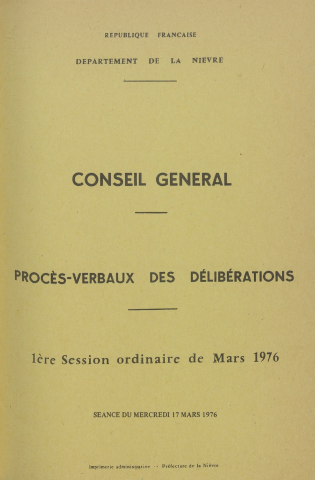 REPUBLIQUE FRANCAISE
DEPARTEMENT DE LA NIEVRE
CONSEIL GENERAL
PROCÈS-VERBAUX DES DÉLIBÉRATIONS
1ère Session ordinaire de Mars 1976
SEANCE DU MERCREDI 17 MARS 1976
Imprimerie administrative - Préfecture de la Nièvre